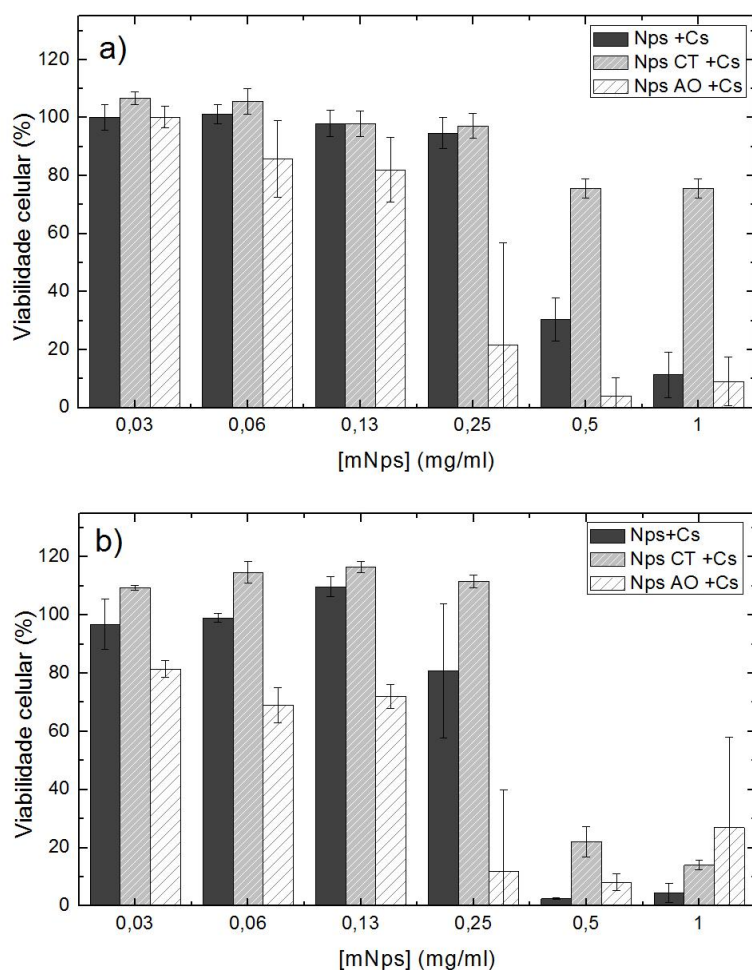 a)
Nps +Cs
Nps CT +Cs
Nps AO +Cs
Viabilidade celular (%)
120
100
80
60
40
20
0
0,03 0,06 0,13 0,25 0,5 1
[mNps] (mg/ml)
b)
Nps+Cs
Nps CT +Cs
Nps AO +Cs
Viabilidade celular (%)
120
100
80
60
40
20
0
0,03 0,06 0,13 0,25 0,5 1
[mNps] (mg/ml)